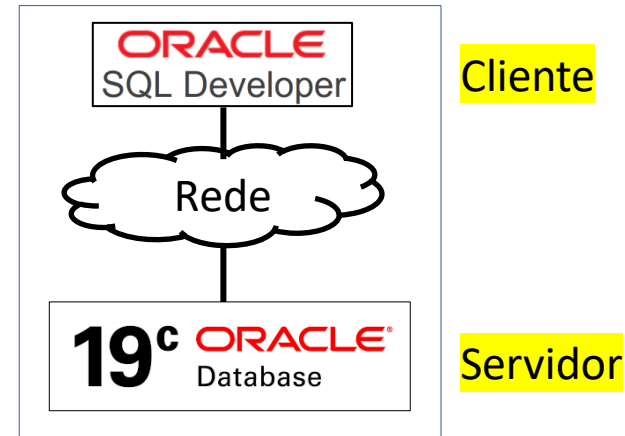 ORACLE
SQL Developer
Cliente
Rede
19c ORACLE®
Database
Servidor